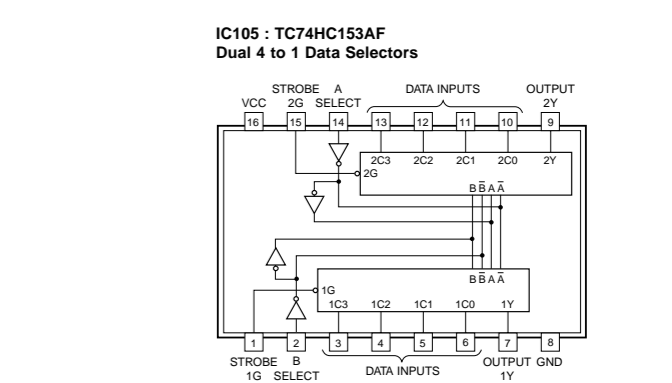 IC105 : TC74HC153AF
Dual 4 to 1 Data Selectors
STROBE A DATA INPUTS OUTPUT
VCC 2G SELECT 2Y
16 15 14 13 12 11 10 9
2C3 2C2 2C1 2C0 2Y
2G
B B̅ A A̅
B B̅ A A̅
1G
1C3 1C2 1C1 1C0 1Y
1 2 3 4 5 6 7 8
STROBE B DATA INPUTS OUTPUT GND
1G SELECT 1Y